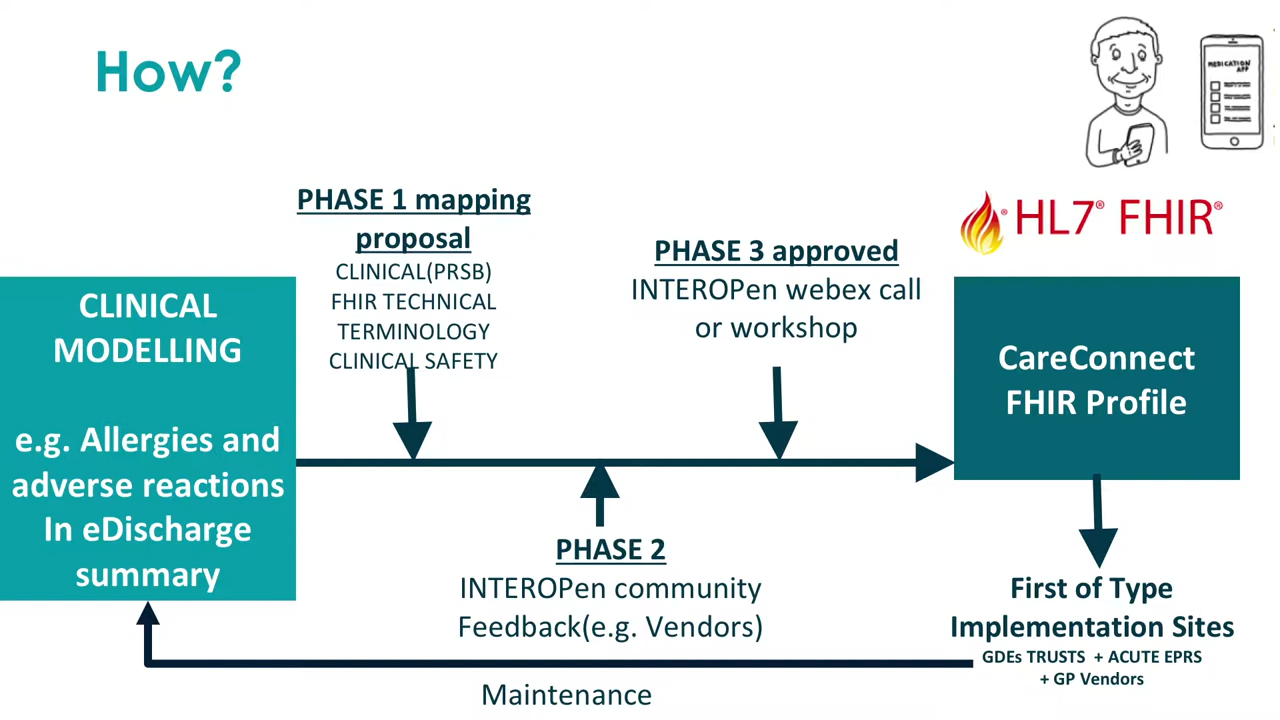 How?
MEDICATION
APP
PHASE 1 mapping
proposal
CLINICAL(PRSB)
FHIR TECHNICAL
TERMINOLOGY
CLINICAL SAFETY
PHASE 3 approved
INTEROPen webex call
or workshop
HL7® FHIR®
CLINICAL
MODELLING
e.g. Allergies and
adverse reactions
In eDischarge
summary
CareConnect
FHIR Profile
PHASE 2
INTEROPen community
Feedback(e.g. Vendors)
First of Type
Implementation Sites
GDEs TRUSTS + ACUTE EPRS
+ GP Vendors
Maintenance